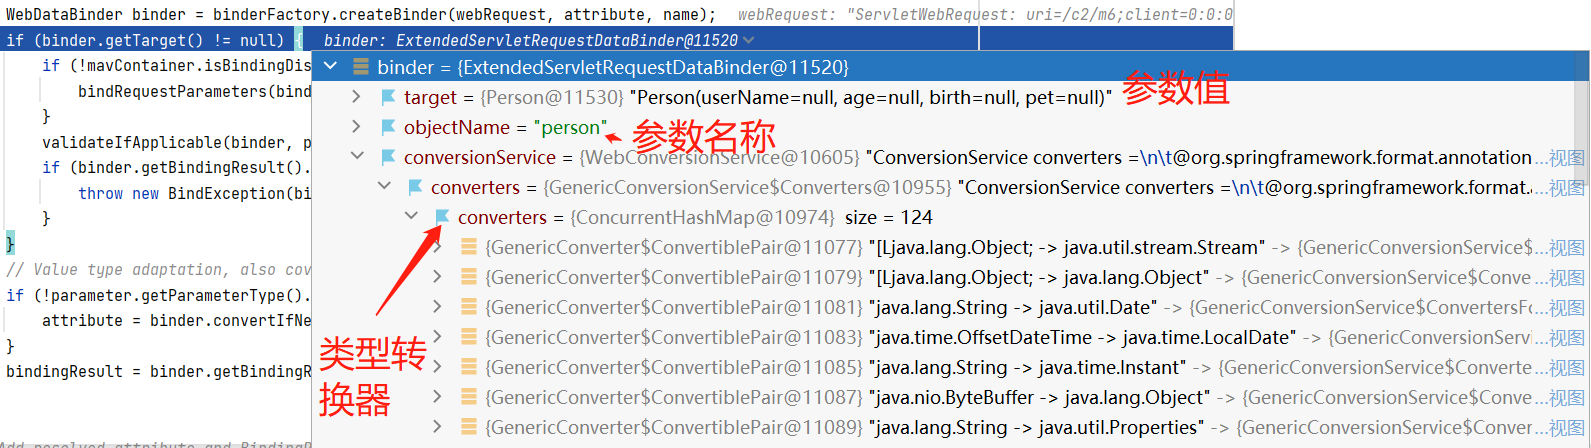 WebDataBinder binder = binderFactory.createBinder(webRequest, attribute, name);   webRequest: "ServletWebRequest: uri=/c2/m6;client=0:0:0
if (binder.getTarget() != null) {   binder: ExtendedServletRequestDataBinder@11520
if (!mavContainer.isBindingDis
bindRequestParameters(bind
}
validateIfApplicable(binder, p
if (binder.getBindingResult().
throw new BindException(bi
}
}
// Value type adaptation, also cov
if (!parameter.getParameterType().
attribute = binder.convertIfNe
}
bindingResult = binder.getBindingR
binder = {ExtendedServletRequestDataBinder@11520}
target = {Person@11530} "Person(userName=null, age=null, birth=null, pet=null)" 参数值
objectName = "person" 参数名称
conversionService = {WebConversionService@10605} "ConversionService converters =\n\t@org.springframework.format.annotation ...视图
converters = {GenericConversionService$Converters@10955} "ConversionService converters =\n\t@org.springframework.format. ...视图
converters = {ConcurrentHashMap@10974} size = 124
{GenericConverter$ConvertiblePair@11077} "[Ljava.lang.Object; -> java.util.stream.Stream" -> {GenericConversionService$ ...视图
{GenericConverter$ConvertiblePair@11079} "[Ljava.lang.Object; -> java.lang.Object" -> {GenericConversionService$Conve ...视图
{GenericConverter$ConvertiblePair@11081} "java.lang.String -> java.util.Date" -> {GenericConversionService$ConvertersFo ...视图
{GenericConverter$ConvertiblePair@11083} "java.time.OffsetDateTime -> java.time.LocalDate" -> {GenericConversionServi ...视图
{GenericConverter$ConvertiblePair@11085} "java.lang.String -> java.time.Instant" -> {GenericConversionService$Converte ...视图
{GenericConverter$ConvertiblePair@11087} "java.nio.ByteBuffer -> java.lang.Object" -> {GenericConversionService$Conve ...视图
{GenericConverter$ConvertiblePair@11089} "java.lang.String -> java.util.Properties" -> {GenericConversionService$Conve ...视图
类型转
换器